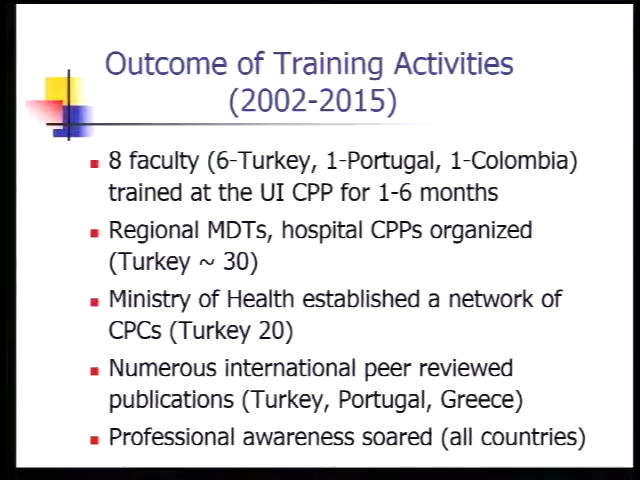 Outcome of Training Activities
(2002-2015)
8 faculty (6-Turkey, 1-Portugal, 1-Colombia)
trained at the UI CPP for 1-6 months
Regional MDTs, hospital CPPs organized
(Turkey ~ 30)
Ministry of Health established a network of
CPCs (Turkey 20)
Numerous international peer reviewed
publications (Turkey, Portugal, Greece)
Professional awareness soared (all countries)